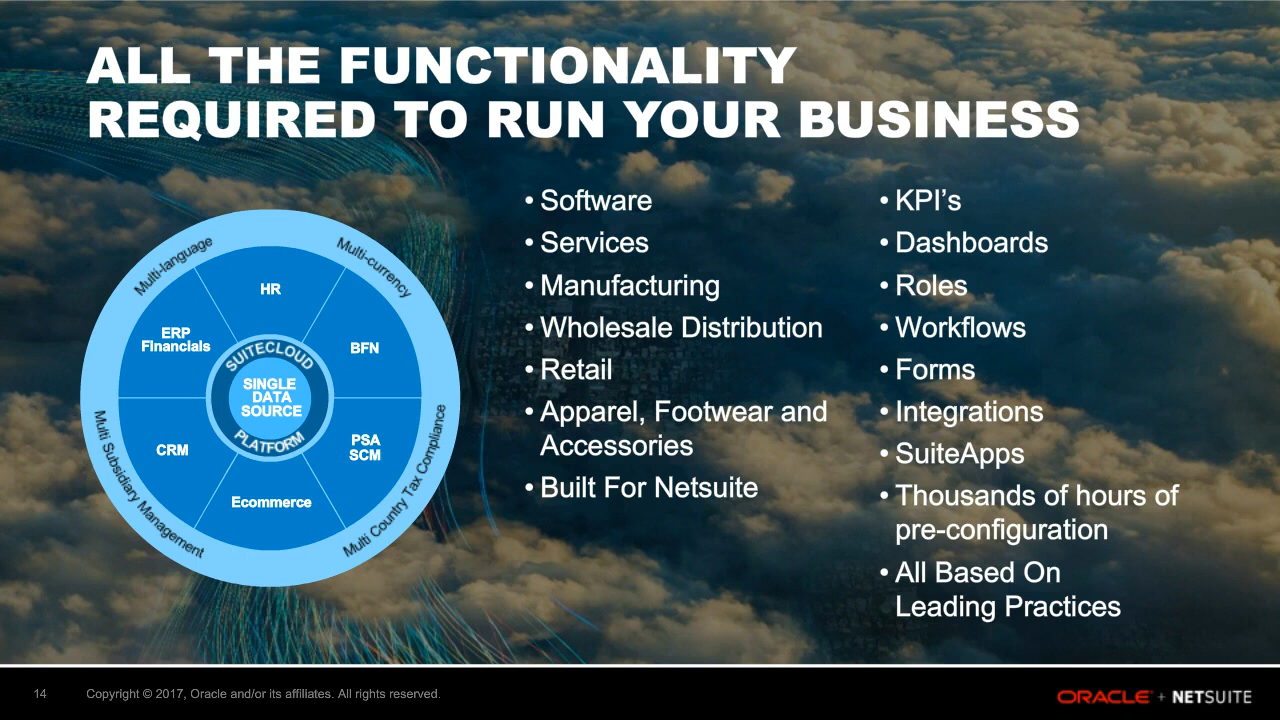 ALL THE FUNCTIONALITY
REQUIRED TO RUN YOUR BUSINESS
Multi-language
Multi-currency
HR
ERP
Financials
BFN
SUITECLOUD
SINGLE
DATA
SOURCE
PLATFORM
CRM
PSA
SCM
Ecommerce
Multi Subsidiary Management
Multi Country Tax Compliance
• Software
• Services
• Manufacturing
• Wholesale Distribution
• Retail
• Apparel, Footwear and
Accessories
• Built For Netsuite
• KPI’s
• Dashboards
• Roles
• Workflows
• Forms
• Integrations
• SuiteApps
• Thousands of hours of
pre-configuration
• All Based On
Leading Practices
14
Copyright © 2017, Oracle and/or its affiliates. All rights reserved.
ORACLE + NETSUITE